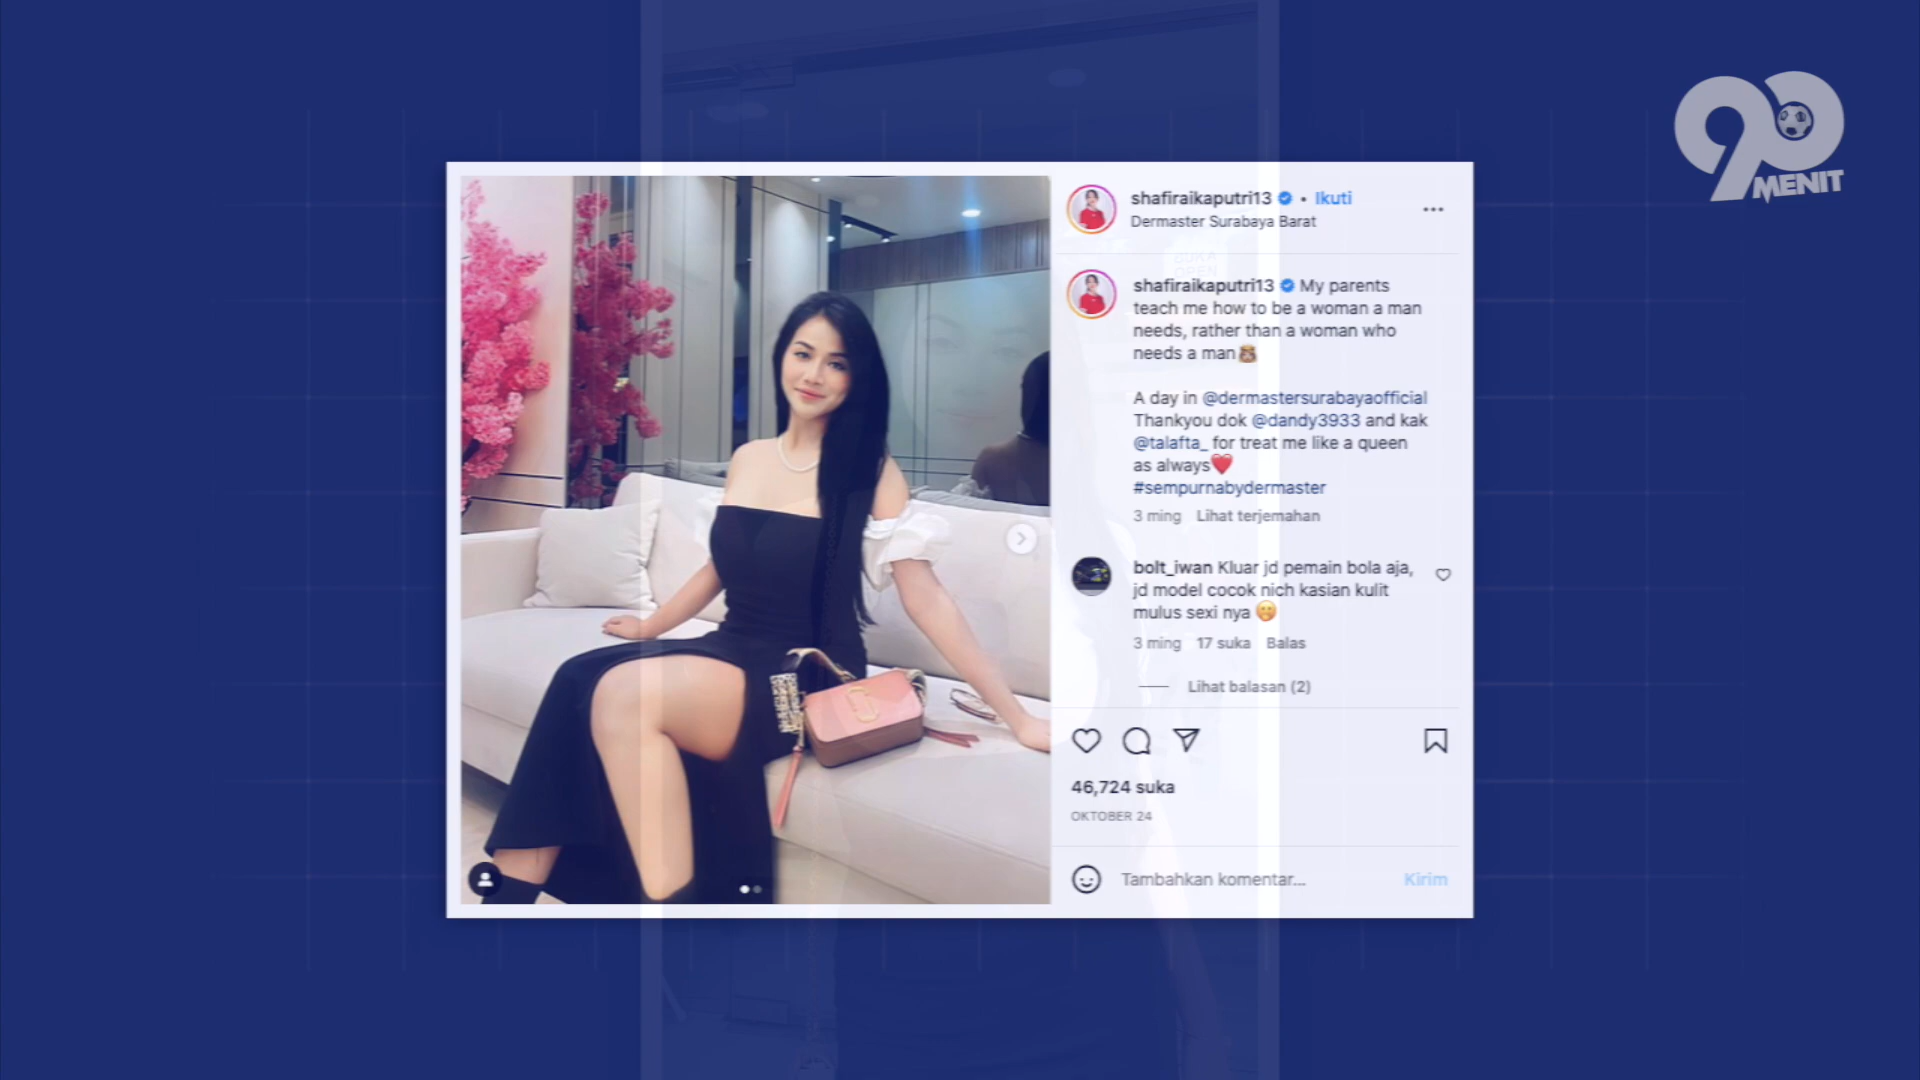 90
MENIT
shafiraikaputri13 • Ikuti
Dermaster Surabaya Barat
shafiraikaputri13 My parents
teach me how to be a woman a man
needs, rather than a woman who
needs a man👸🏼
A day in @dermastersurabayaofficial
Thankyou dok @dandy3933 and kak
@talafta_ for treat me like a queen
as always❤️
#sempurnabydermaster
3 ming Lihat terjemahan
bolt_iwan Kluar jd pemain bola aja,
jd model cocok nich kasian kulit
mulus sexi nya 🤭
3 ming 17 suka Balas
Lihat balasan (2)
46,724 suka
OKTOBER 24
Tambahkan komentar... Kirim
BUKA
OPEN